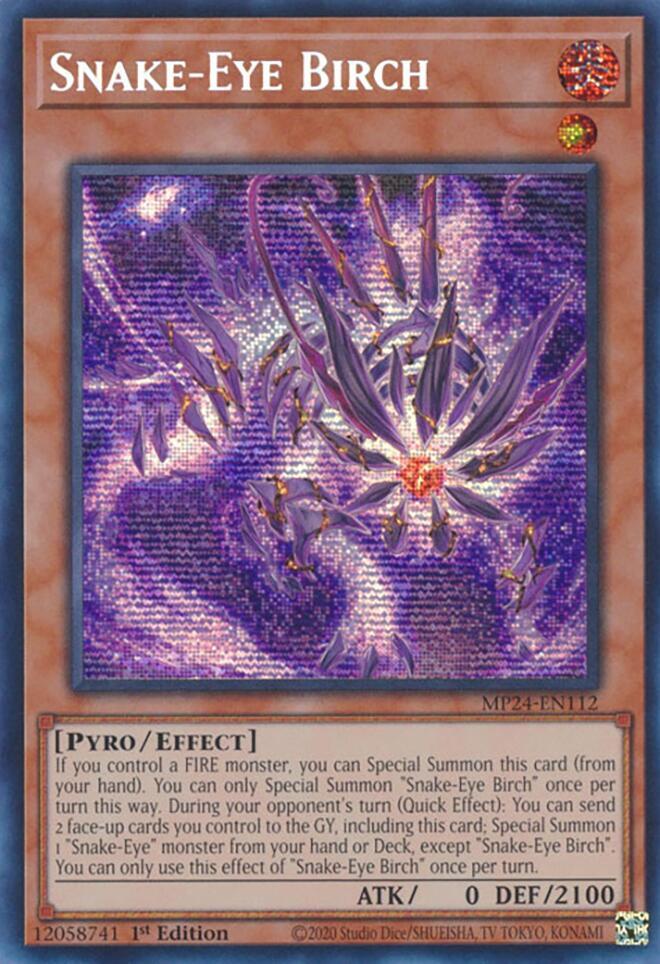 SNAKE-EYE BIRCH
MP24-EN112
[PYRO/EFFECT]
If you control a FIRE monster, you can Special Summon this card (from
your hand). You can only Special Summon "Snake-Eye Birch" once per
turn this way. During your opponent's turn (Quick Effect): You can send
2 face-up cards you control to the GY, including this card; Special Summon
1 "Snake-Eye" monster from your hand or Deck, except "Snake-Eye Birch".
You can only use this effect of "Snake-Eye Birch" once per turn.
ATK/ 0 DEF/2100
12058741 1st Edition ©2020 Studio Dice/SHUEISHA, TV TOKYO, KONAMI